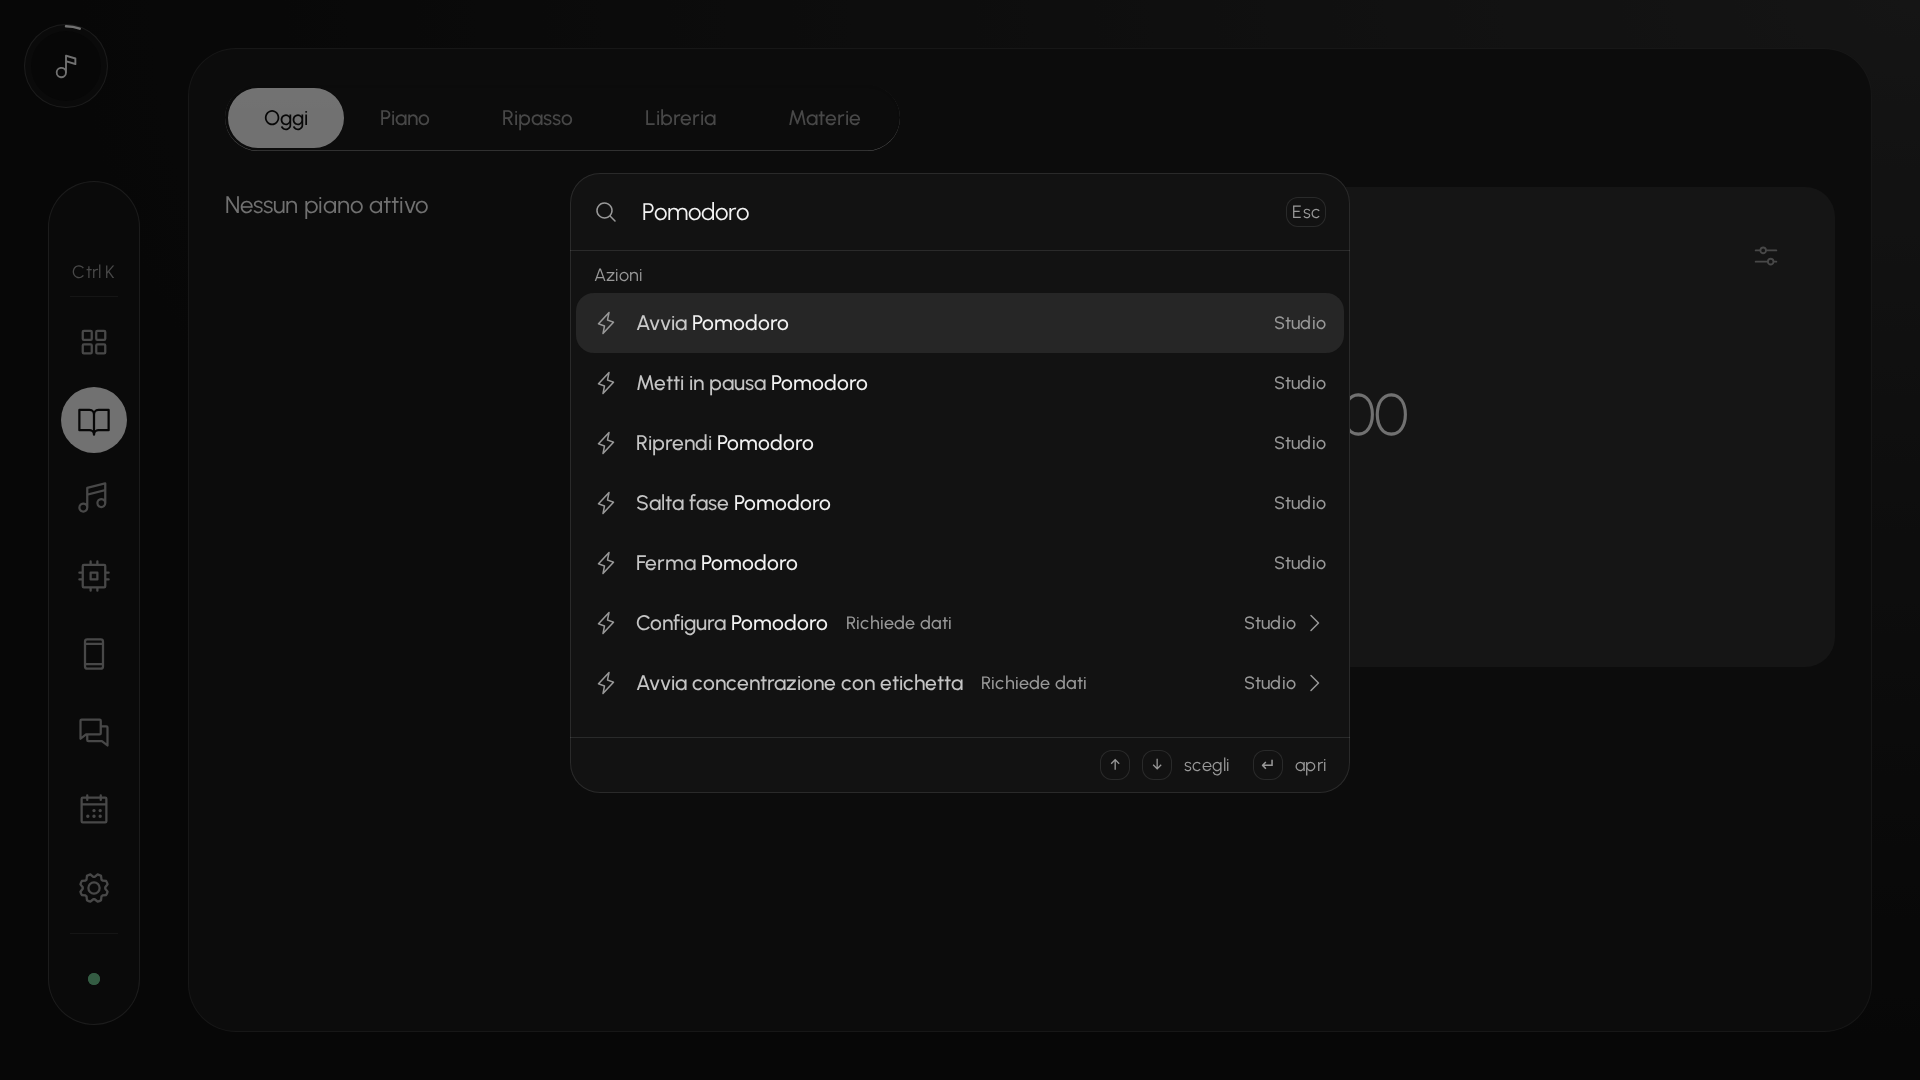 Oggi Piano Ripasso Libreria Materie
Nessun piano attivo
Ctrl K
Pomodoro Esc
Azioni
Avvia Pomodoro Studio
Metti in pausa Pomodoro Studio
Riprendi Pomodoro Studio
Salta fase Pomodoro Studio
Ferma Pomodoro Studio
Configura Pomodoro Richiede dati Studio
Avvia concentrazione con etichetta Richiede dati Studio
↑ ↓ scegli ↵ apri
00